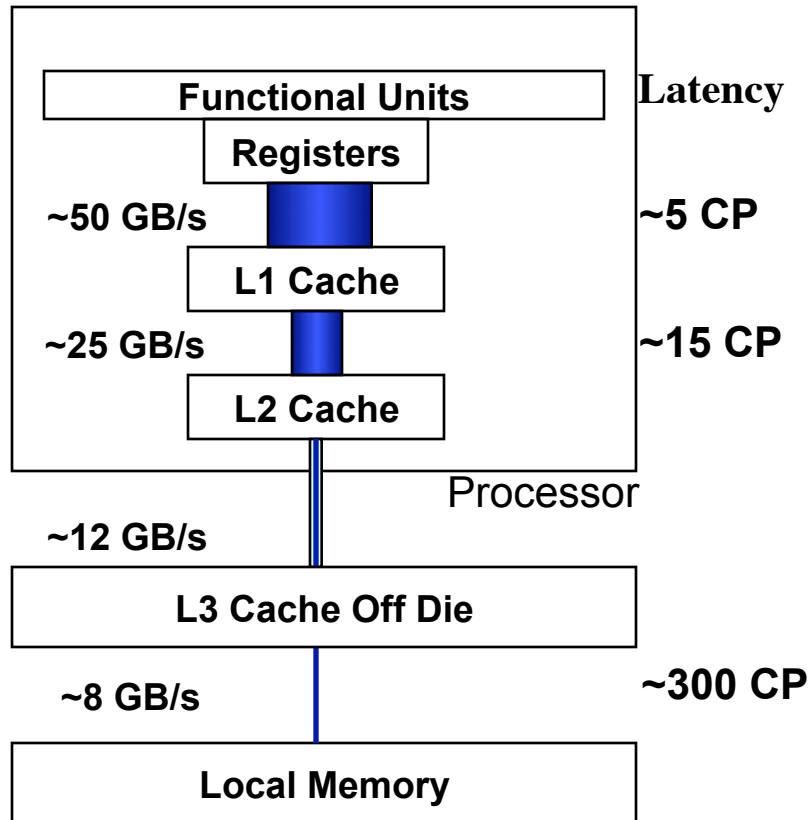 Functional Units
Latency
Registers
~50 GB/s
~5 CP
L1 Cache
~25 GB/s
~15 CP
L2 Cache
Processor
~12 GB/s
L3 Cache Off Die
~8 GB/s
~300 CP
Local Memory